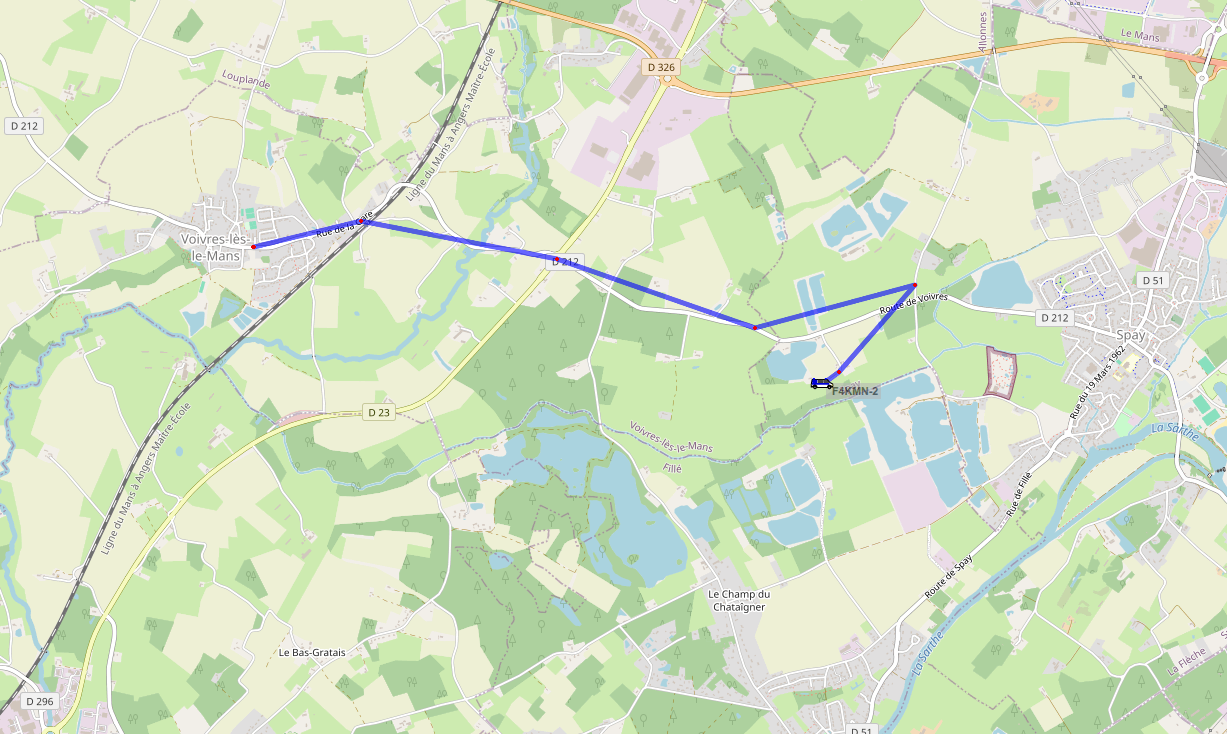 Allonnes
Le Mans
D 326
Louplande
Ligne du Mans à Angers Maître-École
D 212
Rue de la Gare
Voivres-lès-
le-Mans
D 212
D 51
Route de Voivres
D 212
Spay
F4KMN-2
Rue du 19 Mars 1962
D 23
La Sarthe
Voivres-lès-le-Mans
Fillé
Ligne du Mans à Angers Maître-École
Rue de Fillé
Route de Spay
Le Champ du
Chataigner
Le Bas-Gratais
La Sarthe
La Flèche
D 296
D 51